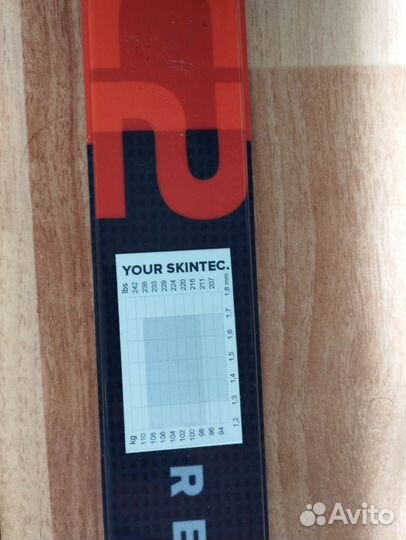 YOUR SKINTEC.
lbs 242 238 233 229 224 220 216 211 207
1.8 mm
1.7
1.6
1.5
1.4
1.3
1.2
kg 110 108 106 104 102 100 98 96 94
RE
Avito